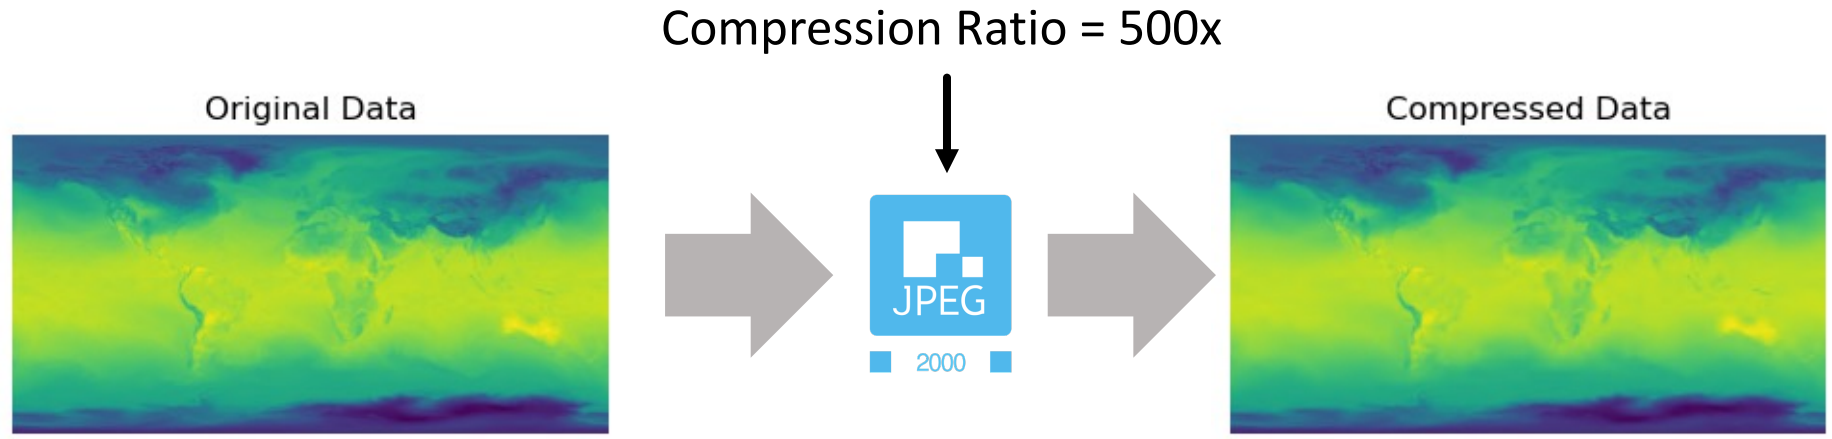 Compression Ratio = 500x
Original Data
Compressed Data
JPEG
2000